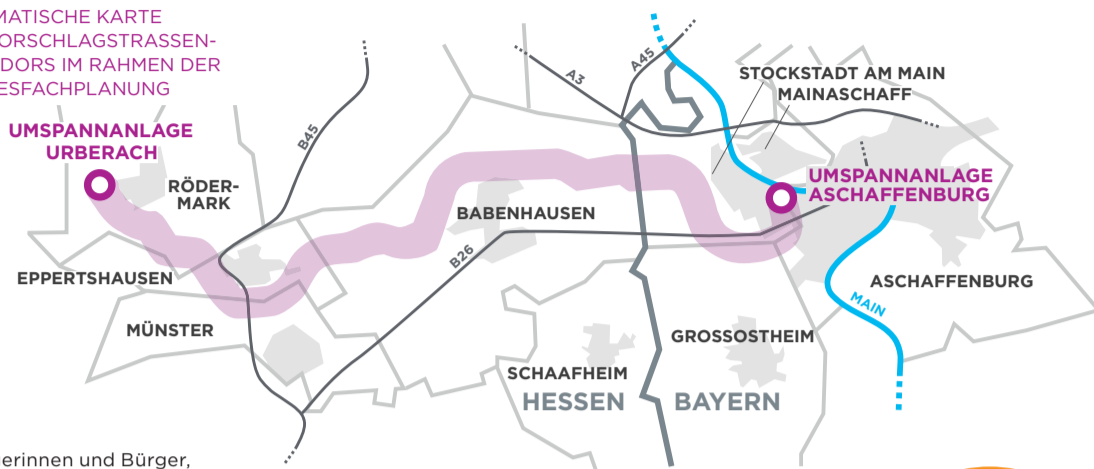 MATISCHE KARTE
ORSCHLAGSTRASSEN-
DORS IM RAHMEN DER
ESFACHPLANUNG
UMSPANNANLAGE
URBERACH
RÖDER-
MARK
B45
A3
A45
STOCKSTADT AM MAIN
MAINASCHAFF
UMSPANNANLAGE
ASCHAFFENBURG
BABENHAUSEN
B26
EPPERTSHAUSEN
MÜNSTER
ASCHAFFENBURG
MAIN
GROSSOSTHEIM
SCHAAFHEIM
HESSEN
BAYERN
erinnen und Bürger,